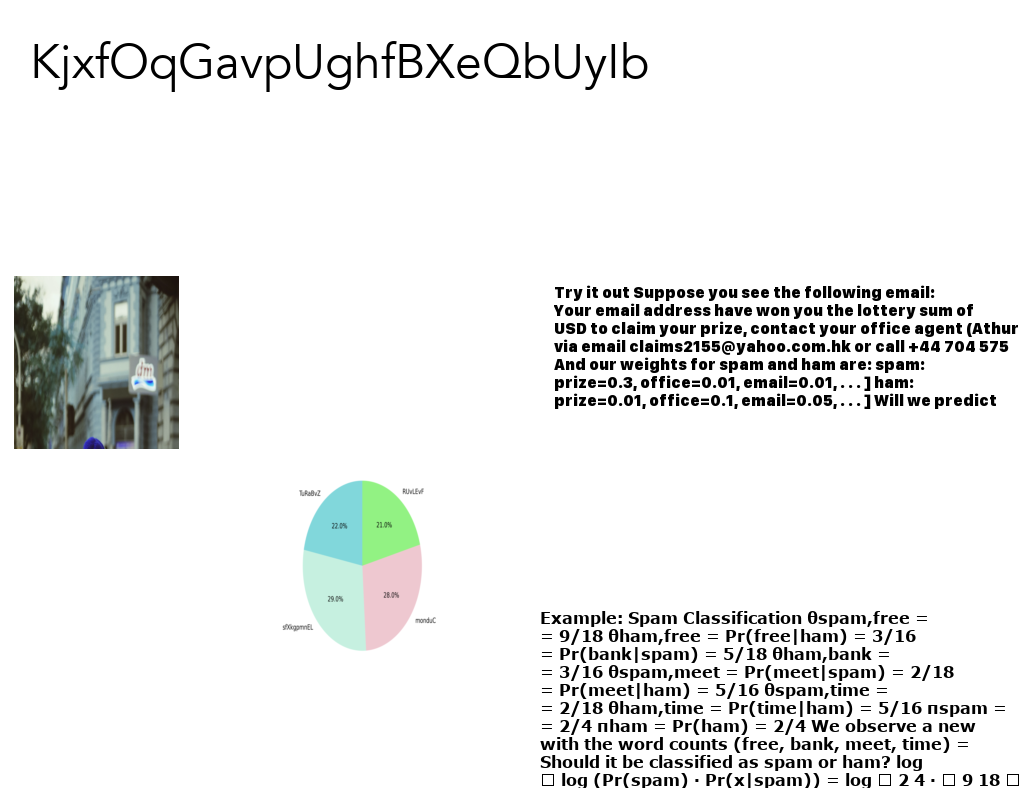 KjxfOqGavpUghfBXeQbUyIb
dm
Try it out Suppose you see the following email:
Your email address have won you the lottery sum of
USD to claim your prize, contact your office agent (Athur
via email claims2155@yahoo.com.hk or call +44 704 575
And our weights for spam and ham are: spam:
prize=0.3, office=0.01, email=0.01, . . . ] ham:
prize=0.01, office=0.1, email=0.05, . . . ] Will we predict
TuRaBvZ
RUvLEvF
22.0%
21.0%
29.0%
28.0%
sfXkgpmnEL
monduC
Example: Spam Classification θspam,free =
= 9/18 θham,free = Pr(free|ham) = 3/16
= Pr(bank|spam) = 5/18 θham,bank =
= 3/16 θspam,meet = Pr(meet|spam) = 2/18
= Pr(meet|ham) = 5/16 θspam,time =
= 2/18 θham,time = Pr(time|ham) = 5/16 πspam =
= 2/4 πham = Pr(ham) = 2/4 We observe a new
with the word counts (free, bank, meet, time) =
Should it be classified as spam or ham? log
□ log (Pr(spam) · Pr(x|spam)) = log □ 2 4 · □ 9 18 □